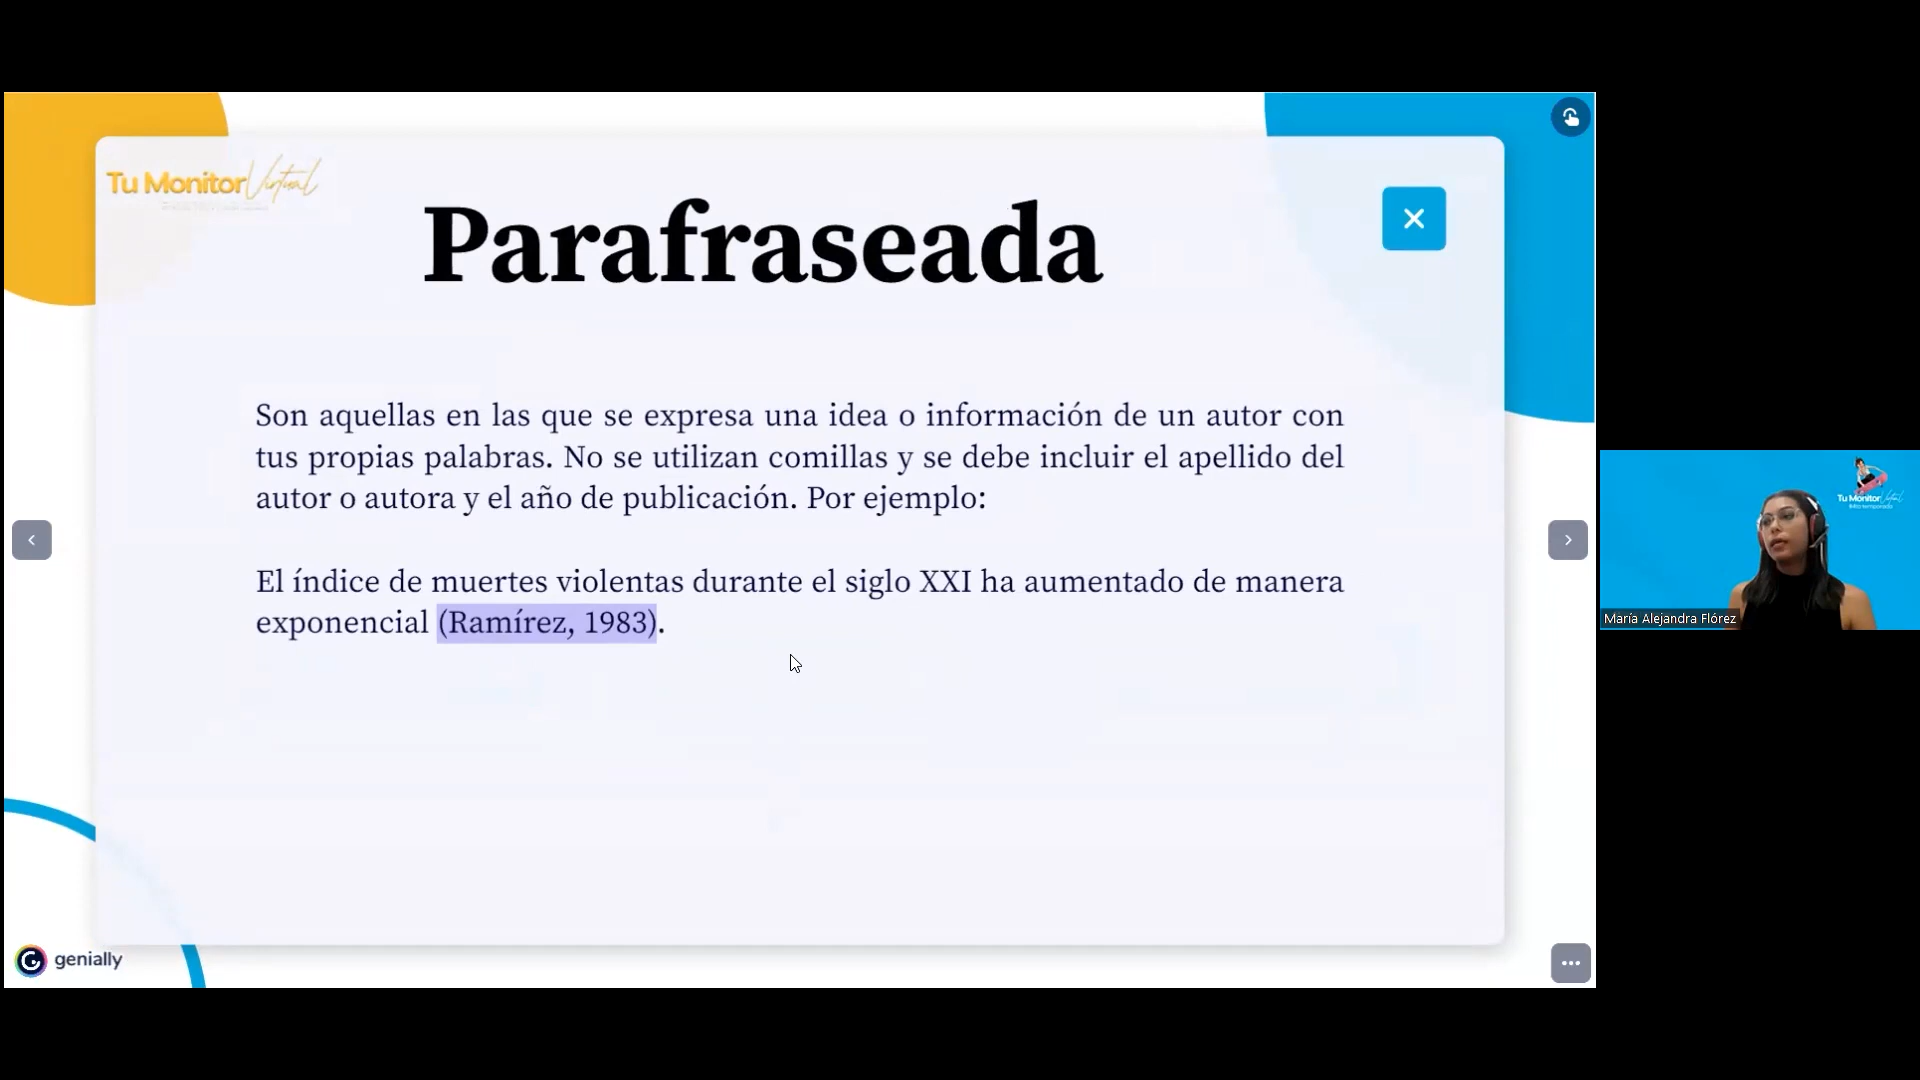 Tu Monitor Virtual
Parafraseada
Son aquellas en las que se expresa una idea o información de un autor con
tus propias palabras. No se utilizan comillas y se debe incluir el apellido del
autor o autora y el año de publicación. Por ejemplo:
El índice de muertes violentas durante el siglo XXI ha aumentado de manera
exponencial (Ramírez, 1983).
genially
Tu Monitor Virtual
María Alejandra Flórez